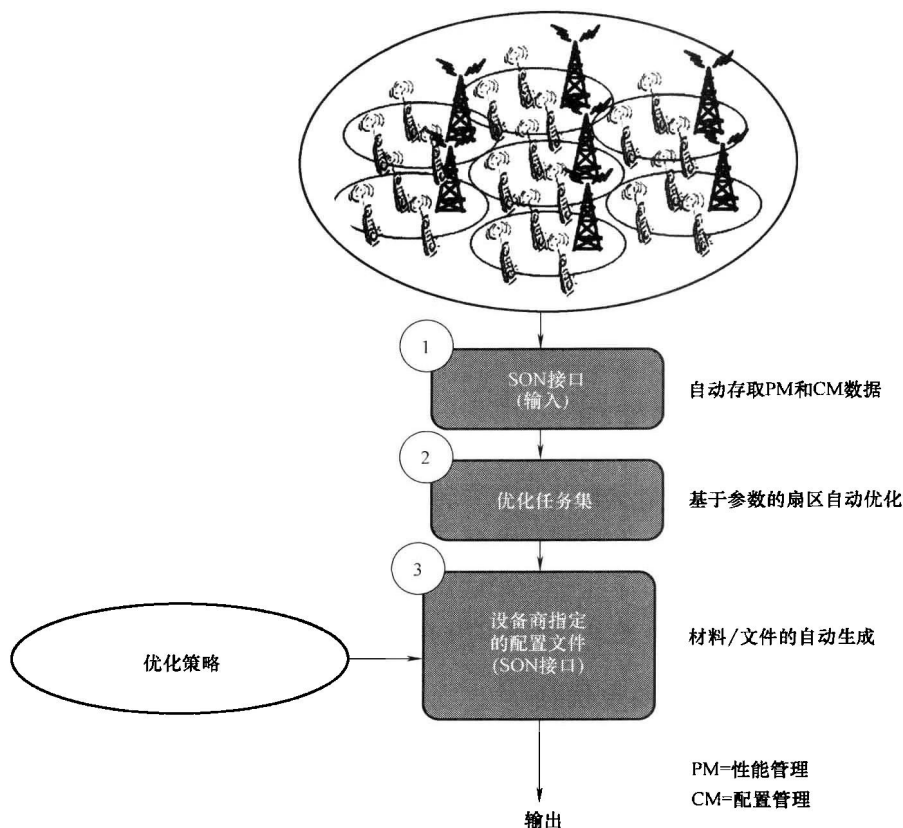 1
SON接口
(输入)
自动存取PM和CM数据
2
优化任务集
基于参数的扇区自动优化
3
设备商指定
的配置文件
(SON接口)
材料/文件的自动生成
优化策略
PM=性能管理
CM=配置管理
输出